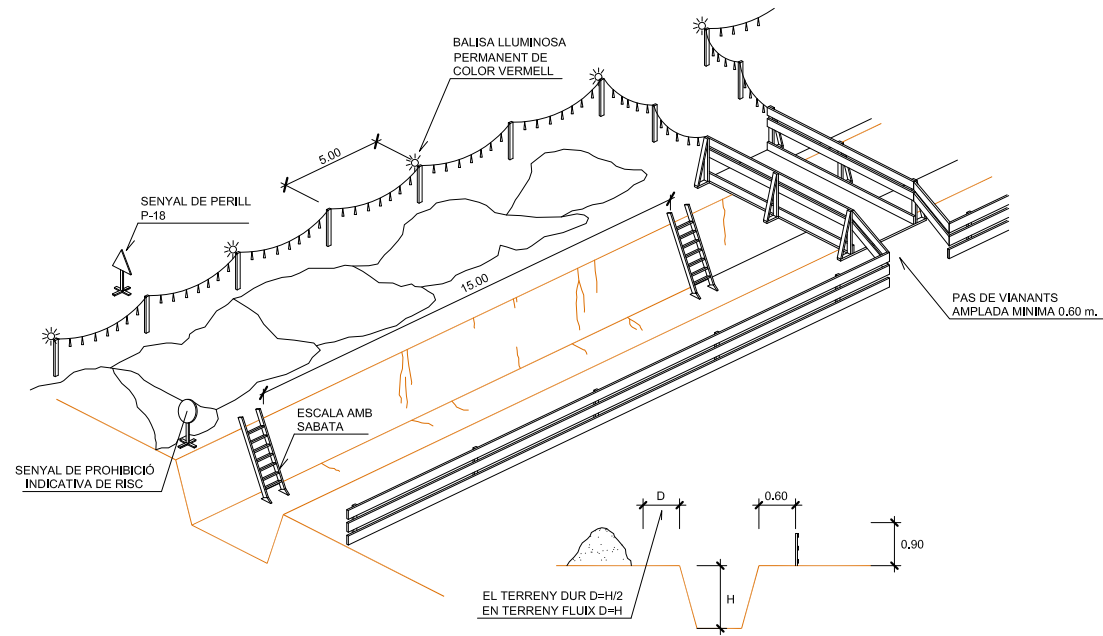 BALISA LLUMINOSA
PERMANENT DE
COLOR VERMELL
5.00
SENYAL DE PERILL
P-18
15.00
PAS DE VIANANTS
AMPLADA MINIMA 0.60 m.
ESCALA AMB
SABATA
SENYAL DE PROHIBICIÓ
INDICATIVA DE RISC
D
0.60
0.90
H
EL TERRENY DUR D=H/2
EN TERRENY FLUIX D=H